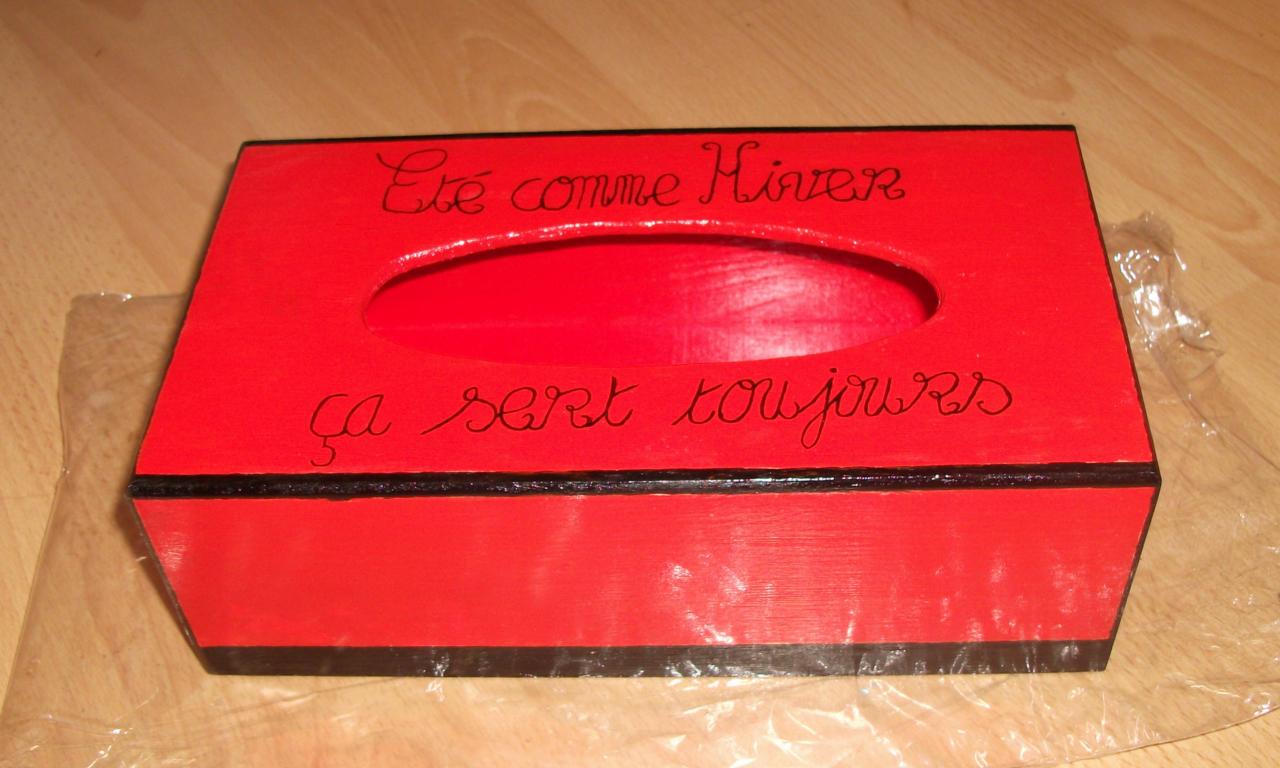 Eté comme Hiver
ça sert toujours